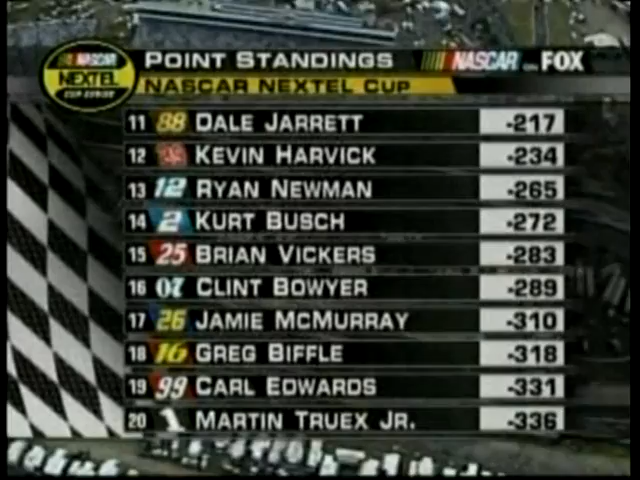 NASCAR
NEXTEL
CUP SERIES
POINT STANDINGS
NASCAR ON FOX
NASCAR NEXTEL CUP
11 88 DALE JARRETT -217
12 29 KEVIN HARVICK -234
13 12 RYAN NEWMAN -265
14 2 KURT BUSCH -272
15 25 BRIAN VICKERS -283
16 07 CLINT BOWYER -289
17 26 JAMIE MCMURRAY -310
18 16 GREG BIFFLE -318
19 99 CARL EDWARDS -331
20 1 MARTIN TRUEX JR. -336